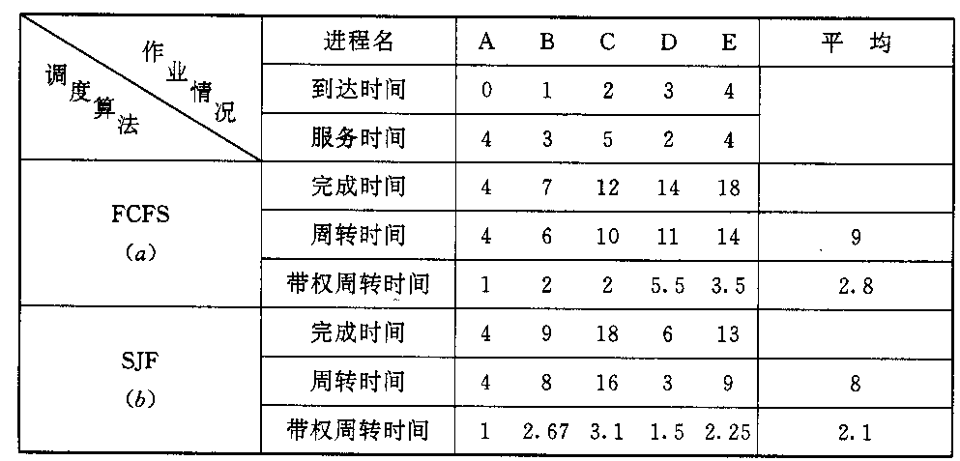 作业情况
调度算法
进程名 A B C D E 平 均
到达时间 0 1 2 3 4
服务时间 4 3 5 2 4
FCFS
(a)
完成时间 4 7 12 14 18
周转时间 4 6 10 11 14 9
带权周转时间 1 2 2 5.5 3.5 2.8
SJF
(b)
完成时间 4 9 18 6 13
周转时间 4 8 16 3 9 8
带权周转时间 1 2.67 3.1 1.5 2.25 2.1